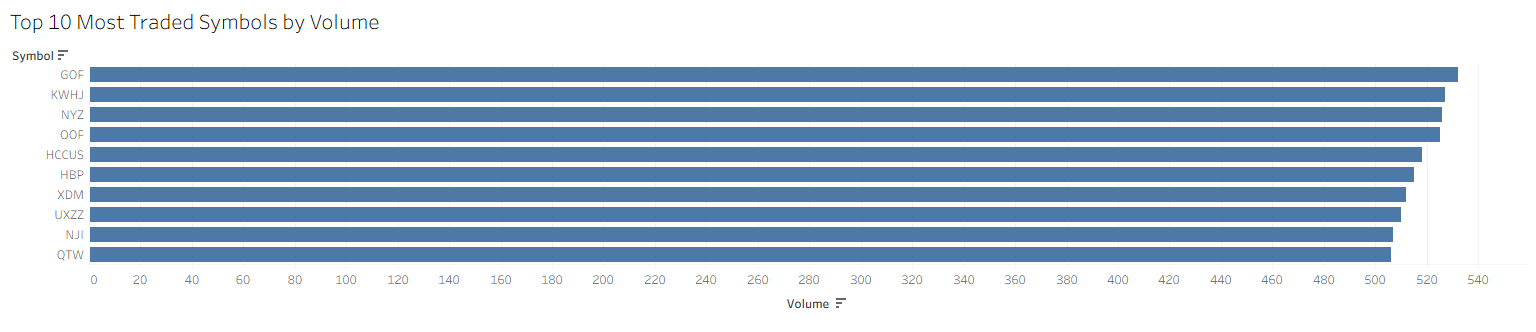 Top 10 Most Traded Symbols by Volume
Symbol
GOF
KWHJ
NYZ
OOF
HCCUS
HBP
XDM
UXZZ
NJI
QTW
0 20 40 60 80 100 120 140 160 180 200 220 240 260 280 300 320 340 360 380 400 420 440 460 480 500 520 540
Volume